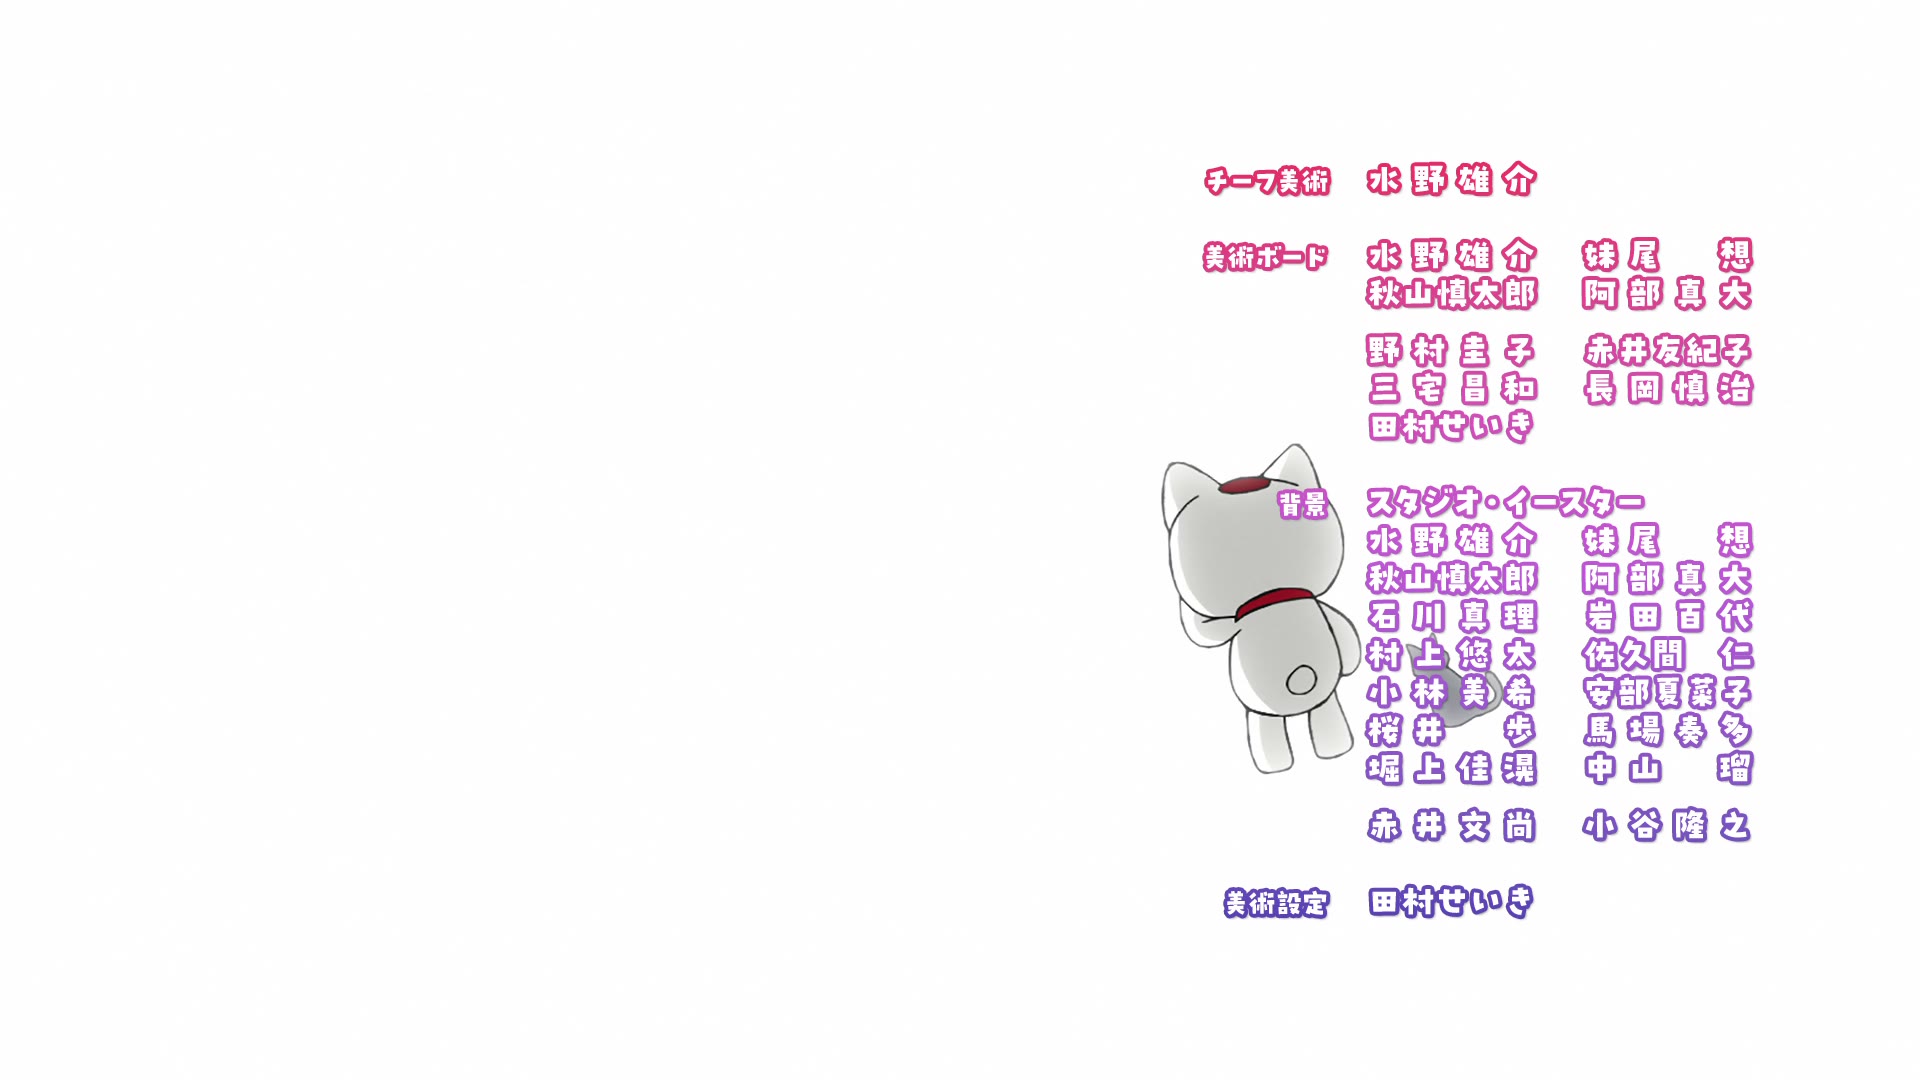 チーフ美術 水野雄介
美術ボード 水野雄介 妹尾 想
秋山慎太郎 阿部真大
野村圭子 赤井友紀子
三宅昌和 長岡慎治
田村せいき
背景 スタジオ・イースター
水野雄介 妹尾 想
秋山慎太郎 阿部真大
石川真理 岩田百代
村上悠太 佐久間 仁
小林美希 安部夏菜子
桜井 歩 馬場奏多
堀上佳滉 中山 瑠
赤井文尚 小谷隆之
美術設定 田村せいき